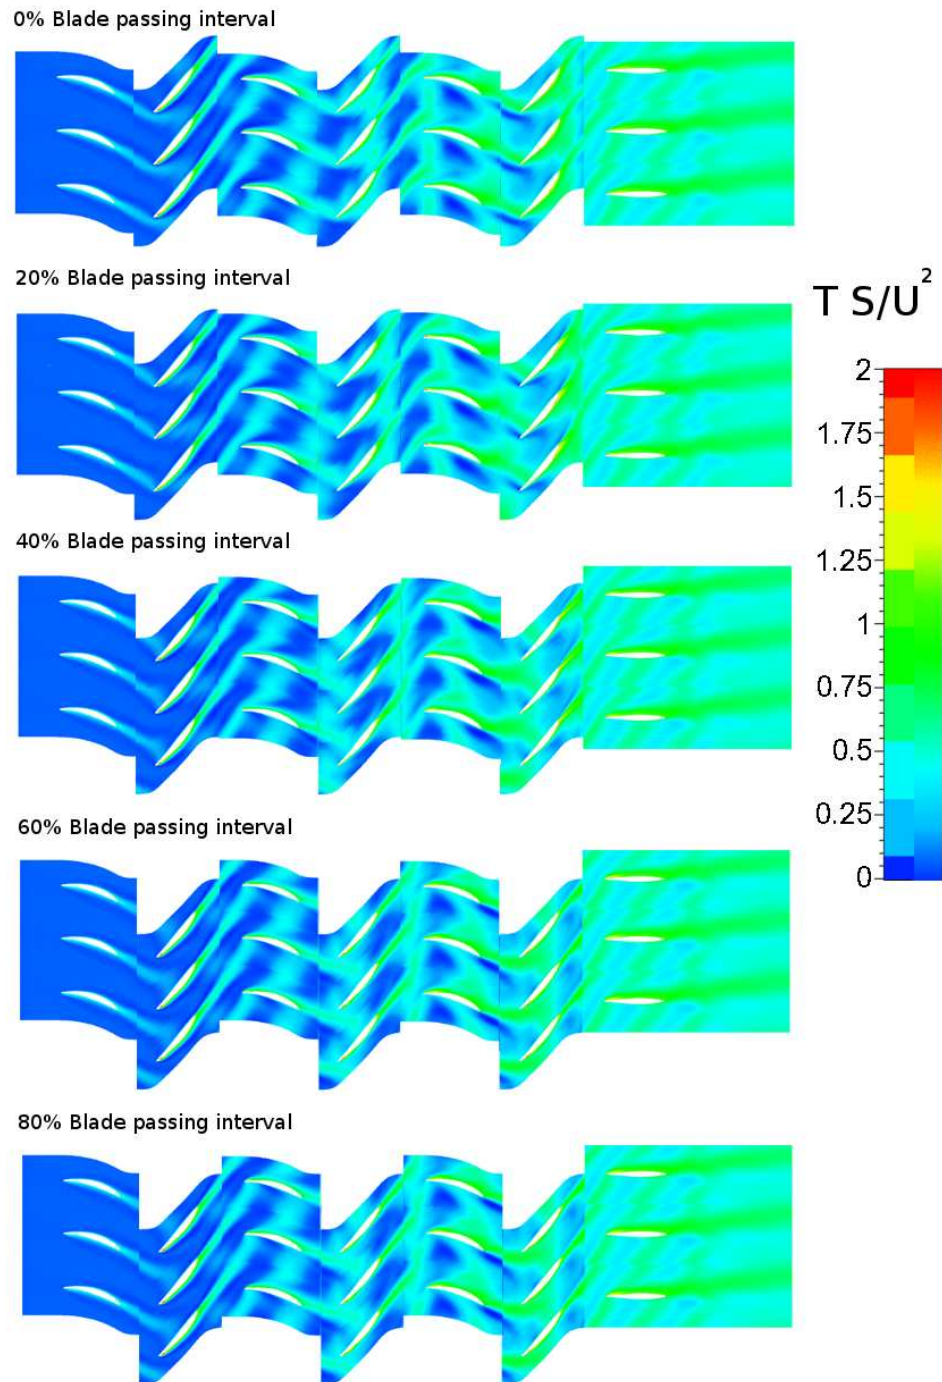 0% Blade passing interval
20% Blade passing interval
T S/U²
2
1.75
1.5
1.25
1
0.75
0.5
0.25
0
40% Blade passing interval
60% Blade passing interval
80% Blade passing interval